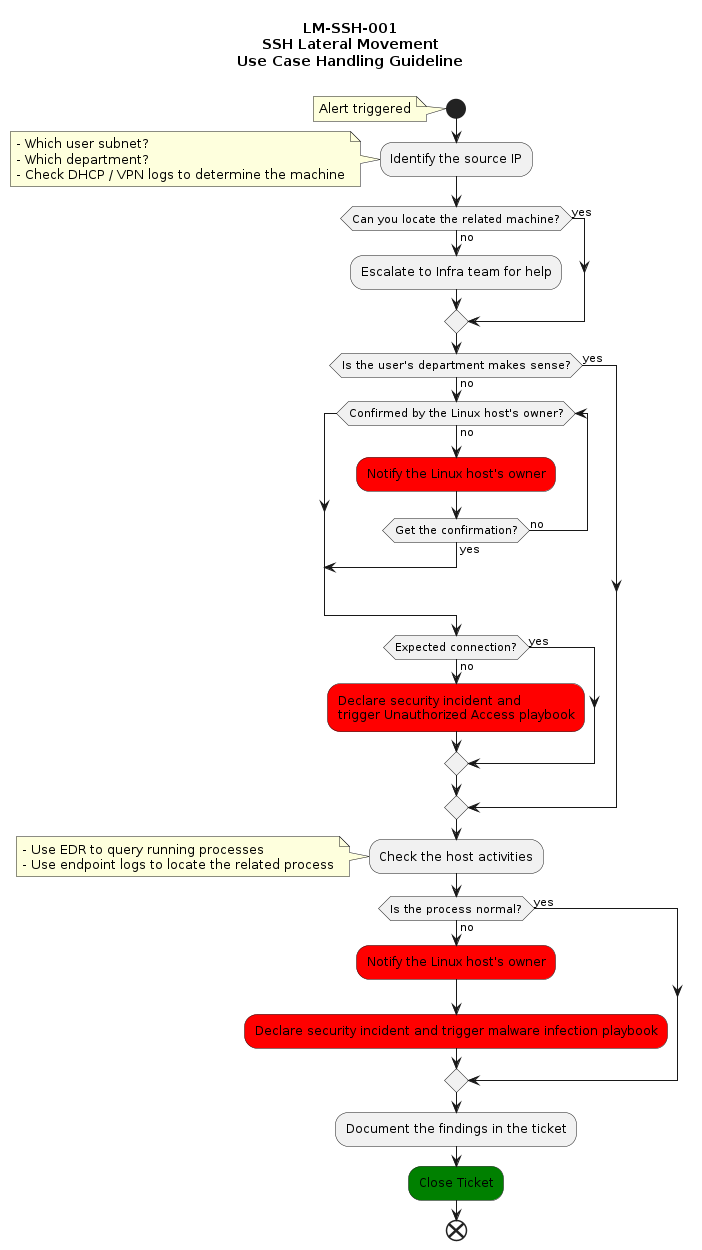 LM-SSH-001
SSH Lateral Movement
Use Case Handling Guideline
Alert triggered
- Which user subnet?
- Which department?
- Check DHCP / VPN logs to determine the machine
Identify the source IP
Can you locate the related machine?
yes
no
Escalate to Infra team for help
Is the user's department makes sense?
yes
no
Confirmed by the Linux host's owner?
no
Notify the Linux host's owner
Get the confirmation?
no
yes
Expected connection?
yes
no
Declare security incident and
trigger Unauthorized Access playbook
- Use EDR to query running processes
- Use endpoint logs to locate the related process
Check the host activities
Is the process normal?
yes
no
Notify the Linux host's owner
Declare security incident and trigger malware infection playbook
Document the findings in the ticket
Close Ticket